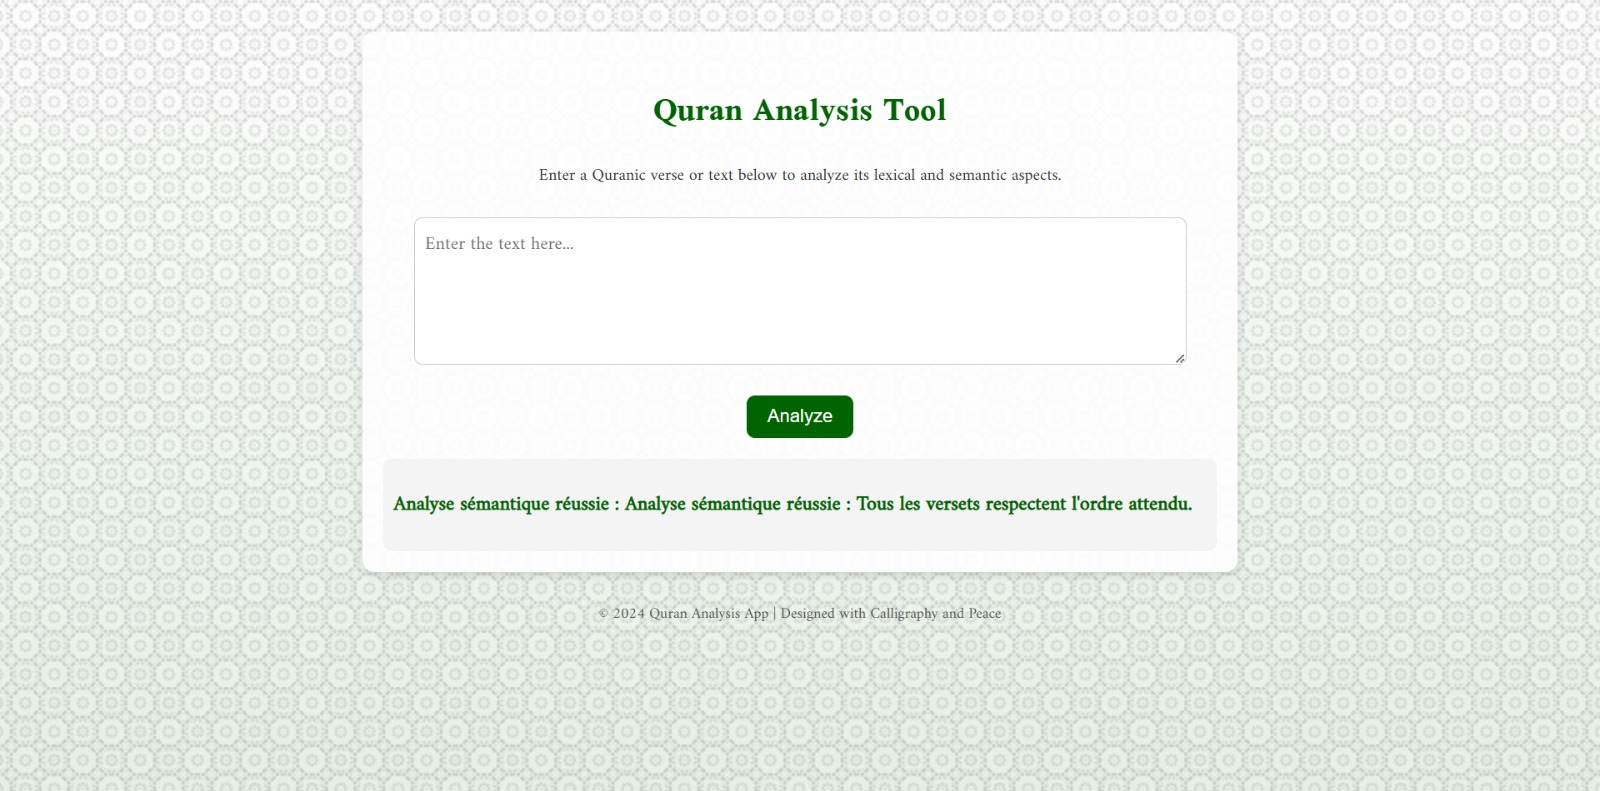 Quran Analysis Tool
Enter a Quranic verse or text below to analyze its lexical and semantic aspects.
Enter the text here...
Analyze
Analyse sémantique réussie : Analyse sémantique réussie : Tous les versets respectent l'ordre attendu.
© 2024 Quran Analysis App | Designed with Calligraphy and Peace